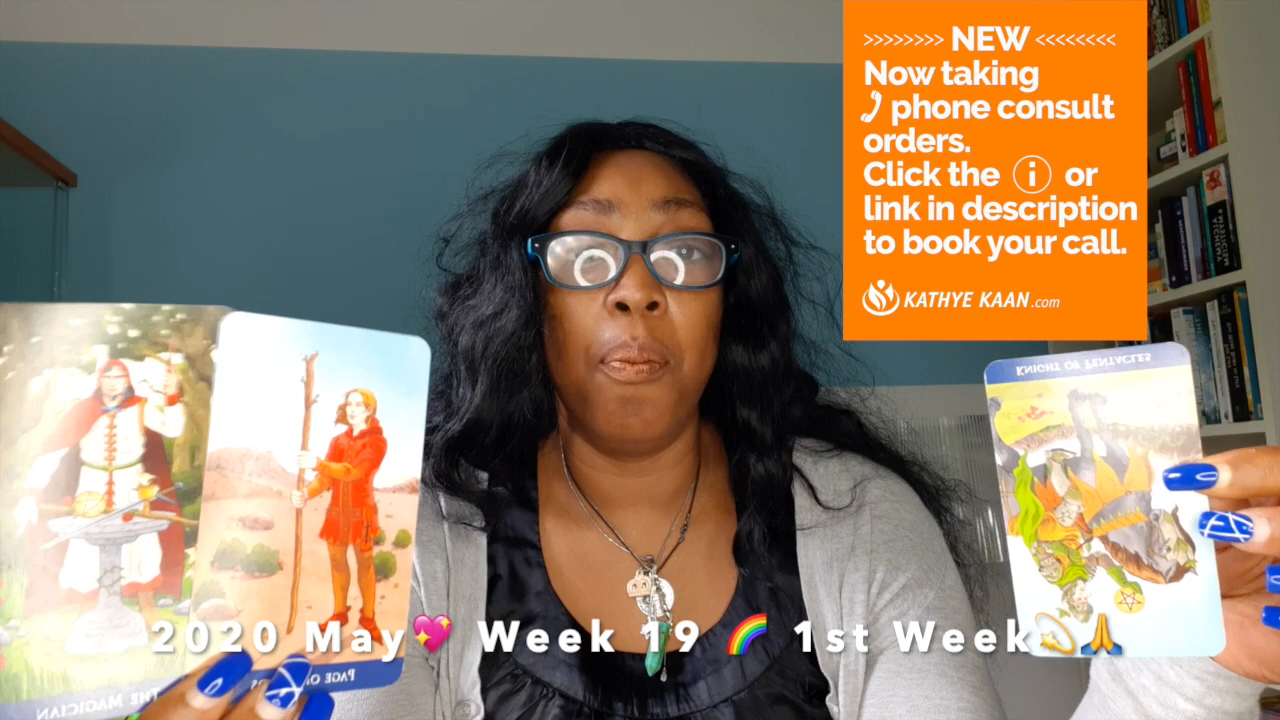 >>>>>>>> NEW <<<<<<<<
Now taking
phone consult
orders.
Click the ⓘ or
link in description
to book your call.
KATHYE KAAN.com
KNIGHT OF PENTACLES
THE MAGICIAN
PAGE O
2020 May💖 Week 19 🌈 1st Week💫🙏